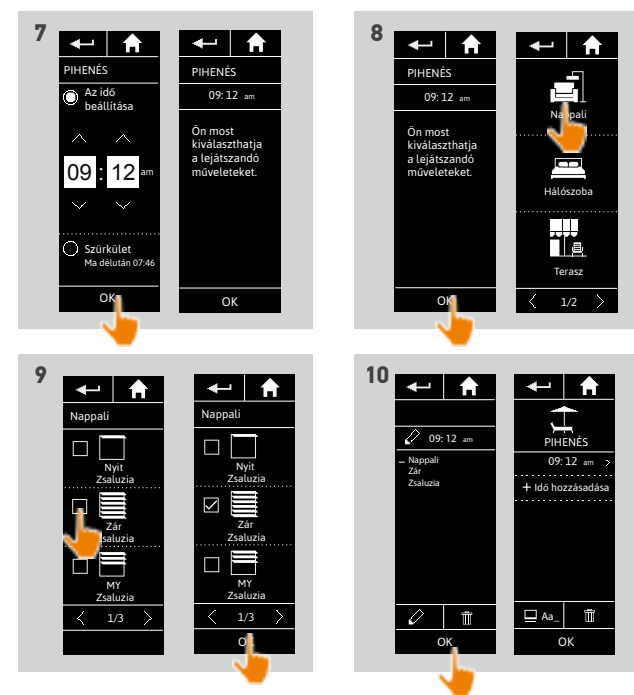 7
PIHENÉS
Az idő
beállítása
09 : 12 am
Szürkület
Ma délután 07:46
OK
PIHENÉS
09:12 am
Ön most
kiválaszthatja
a lejátszandó
műveleteket.
OK
8
PIHENÉS
09:12 am
Ön most
kiválaszthatja
a lejátszandó
műveleteket.
OK
Nappali
Hálószoba
Terasz
1/2
9
Nappali
Nyit
Zsaluzia
Zár
Zsaluzia
MY
Zsaluzia
1/3
Nappali
Nyit
Zsaluzia
Zár
Zsaluzia
MY
Zsaluzia
1/3
OK
10
09:12 am
– Nappali
Zár
Zsaluzia
OK
PIHENÉS
09:12 am >
+ Idő hozzásadása
Aa_
OK